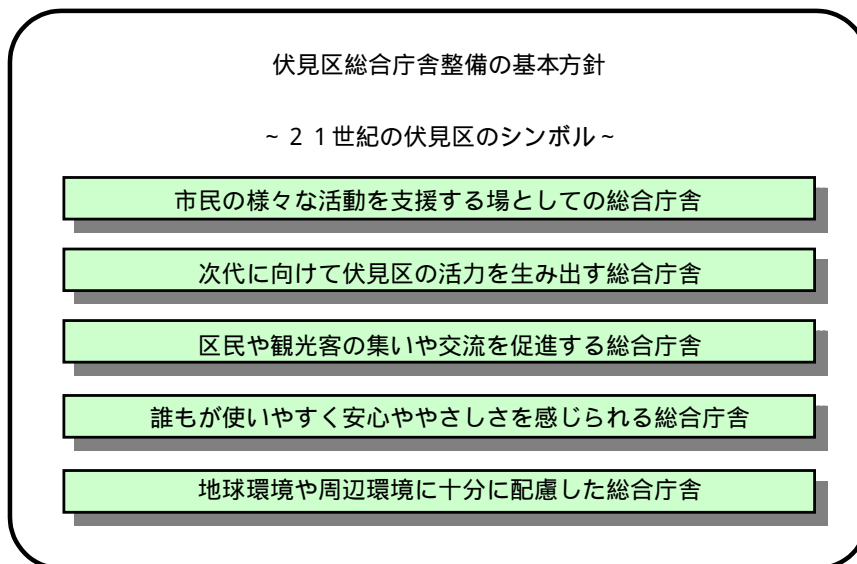 伏見区総合庁舎整備の基本方針
~２１世紀の伏見区のシンボル~
市民の様々な活動を支援する場としての総合庁舎
次代に向けて伏見区の活力を生み出す総合庁舎
区民や観光客の集いや交流を促進する総合庁舎
誰もが使いやすく安心ややさしさを感じられる総合庁舎
地球環境や周辺環境に十分に配慮した総合庁舎